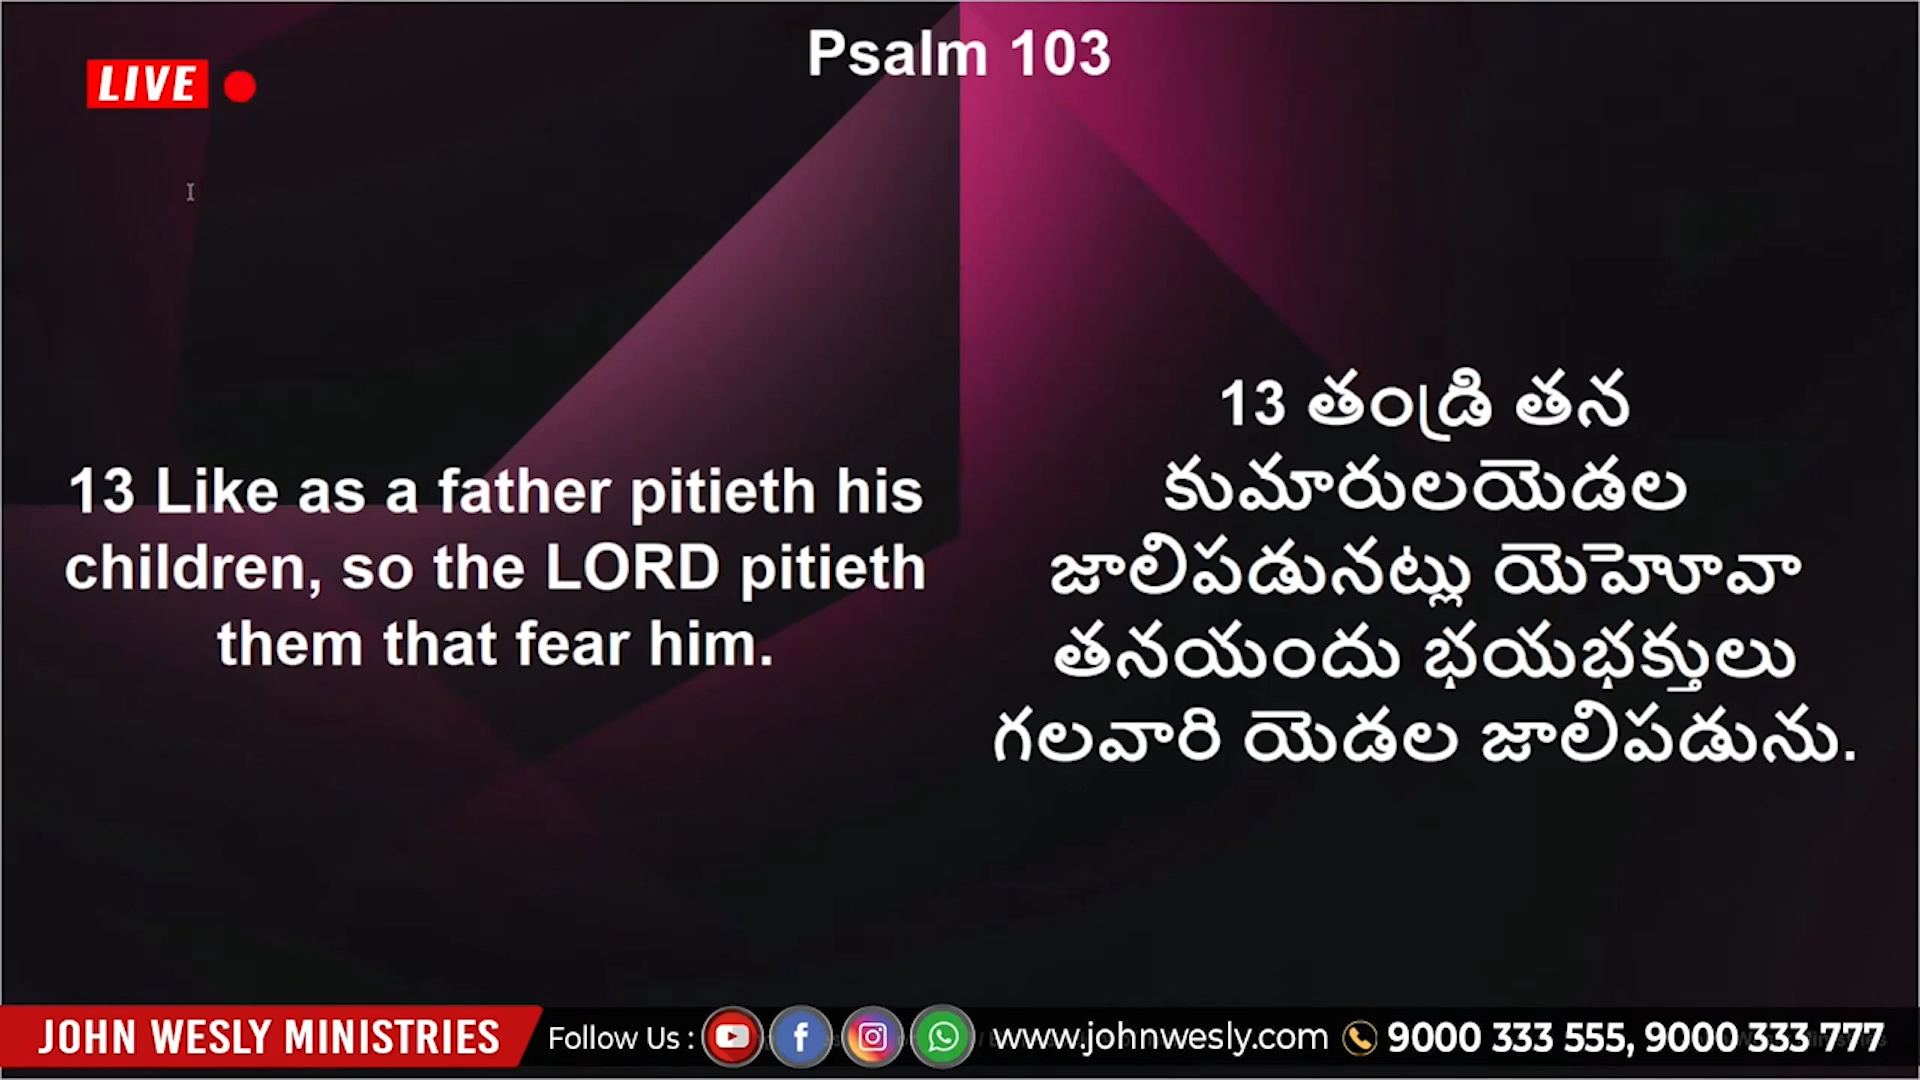 Psalm 103
LIVE
13 Like as a father pitieth his
children, so the LORD pitieth
them that fear him.
13 తండ్రి తన
కుమారులయెడల
జాలిపడునట్లు యెహోవా
తనయందు భయభక్తులు
గలవారి యెడల జాలిపడును.
JOHN WESLY MINISTRIES
Follow Us :
www.johnwesly.com
9000 333 555, 9000 333 777